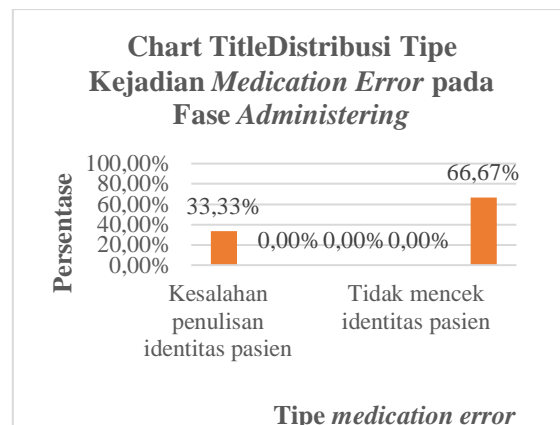 Chart TitleDistribusi Tipe
Kejadian Medication Error pada
Fase Administering
Persentase
100,00%
80,00%
60,00%
40,00%
20,00%
0,00%
33,33%
0,00%
0,00%
0,00%
66,67%
Kesalahan
penulisan
identitas pasien
Tidak mencek
identitas pasien
Tipe medication error